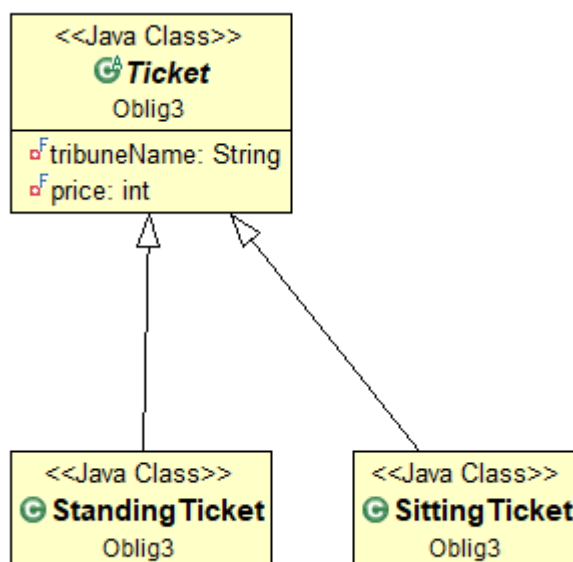 <<Java Class>>
Ticket
Oblig3
tribuneName: String
price: int
<<Java Class>>
StandingTicket
Oblig3
<<Java Class>>
SittingTicket
Oblig3